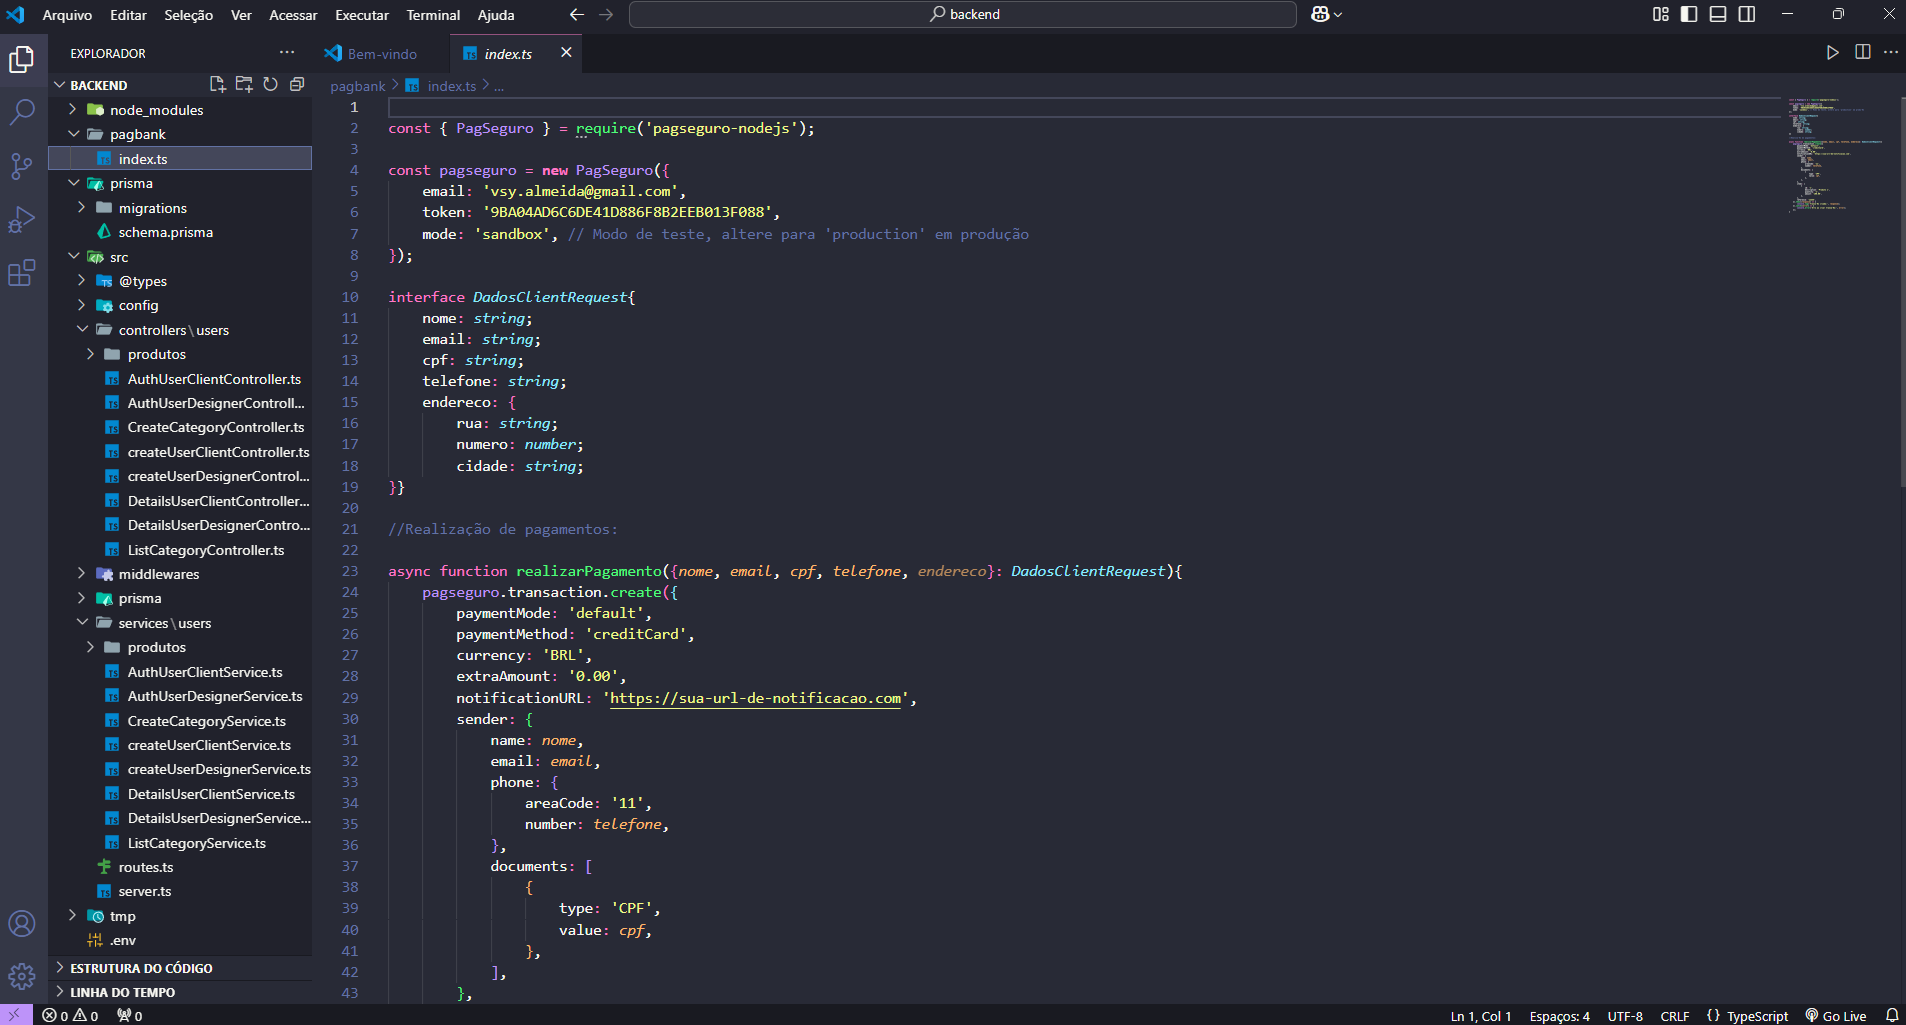 Arquivo Editar Seleção Ver Acessar Executar Terminal Ajuda
backend
EXPLORADOR
BACKEND
node_modules
pagbank
index.ts
prisma
migrations
schema.prisma
src
@types
config
controllers\users
produtos
AuthUserClientController.ts
AuthUserDesignerControll...
CreateCategoryController.ts
createUserClientController.ts
createUserDesignerControl...
DetailsUserClientController...
DetailsUserDesignerContro...
ListCategoryController.ts
middlewares
prisma
services\users
produtos
AuthUserClientService.ts
AuthUserDesignerService.ts
CreateCategoryService.ts
createUserClientService.ts
createUserDesignerService.ts
DetailsUserClientService.ts
DetailsUserDesignerService...
ListCategoryService.ts
routes.ts
server.ts
tmp
.env
ESTRUTURA DO CÓDIGO
LINHA DO TEMPO
Bem-vindo
index.ts
pagbank > index.ts > ...
1
2 const { PagSeguro } = require('pagseguro-nodejs');
3
4 const pagseguro = new PagSeguro({
5 email: 'vsy.almeida@gmail.com',
6 token: '9BA04AD6C6DE41D886F8B2EEB013F088',
7 mode: 'sandbox', // Modo de teste, altere para 'production' em produção
8 });
9
10 interface DadosClientRequest{
11 nome: string;
12 email: string;
13 cpf: string;
14 telefone: string;
15 endereco: {
16 rua: string;
17 numero: number;
18 cidade: string;
19 }}
20
21 //Realização de pagamentos:
22
23 async function realizarPagamento({nome, email, cpf, telefone, endereco}: DadosClientRequest){
24 pagseguro.transaction.create({
25 paymentMode: 'default',
26 paymentMethod: 'creditCard',
27 currency: 'BRL',
28 extraAmount: '0.00',
29 notificationURL: 'https://sua-url-de-notificacao.com',
30 sender: {
31 name: nome,
32 email: email,
33 phone: {
34 areaCode: '11',
35 number: telefone,
36 },
37 documents: [
38 {
39 type: 'CPF',
40 value: cpf,
41 },
42 ],
43 },
0 0 0
Ln 1, Col 1 Espaços: 4 UTF-8 CRLF {} TypeScript Go Live